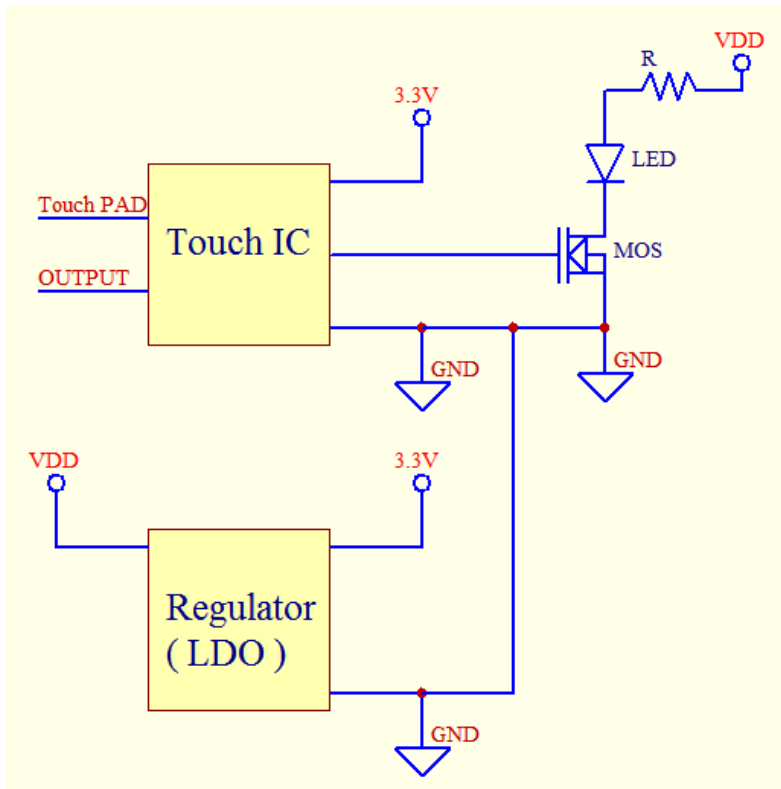 VDD
R
3.3V
LED
Touch PAD
Touch IC
MOS
OUTPUT
GND
GND
VDD
3.3V
Regulator
( LDO )
GND